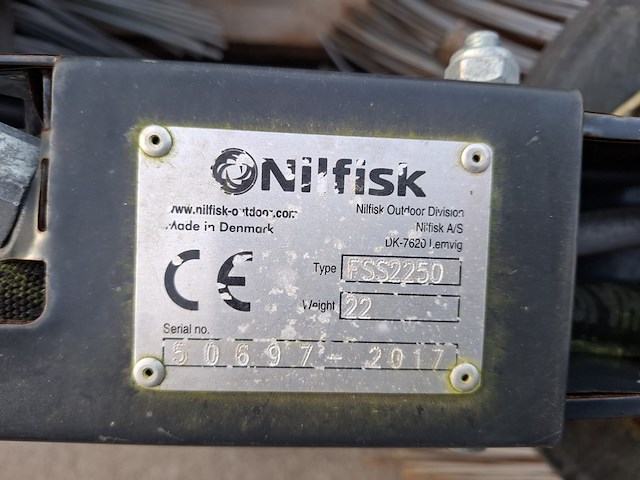 Nilfisk
www.nilfisk-outdoor.com
Made in Denmark
Nilfisk Outdoor Division
Nilfisk A/S
DK-7620 Lemvig
CE
Type FSS2250
Weight 22
Serial no.
50697-2017